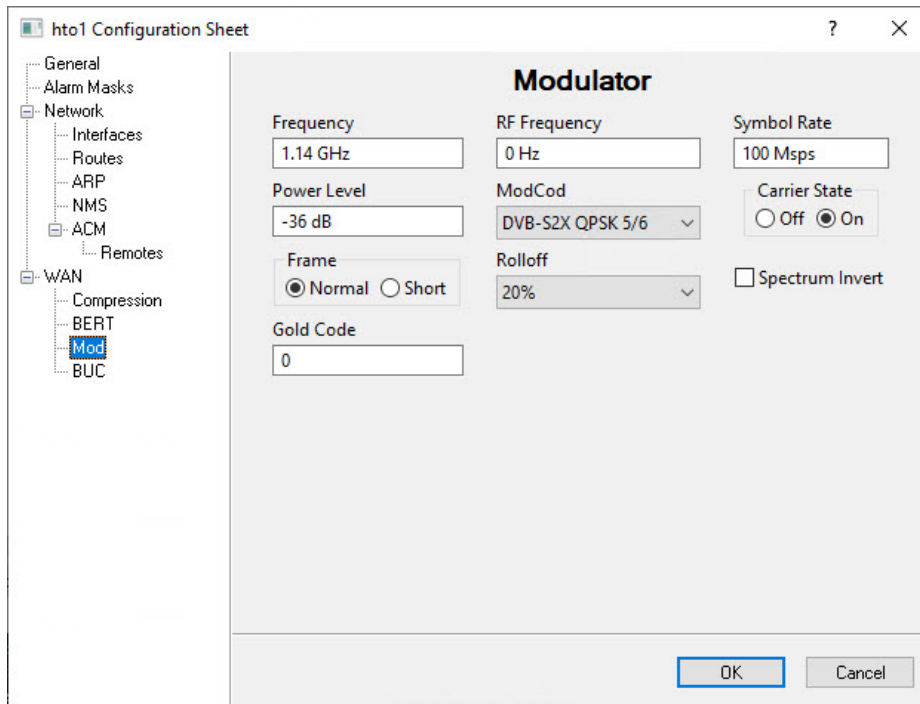 hto1 Configuration Sheet
?
General
Alarm Masks
Network
Interfaces
Routes
ARP
NMS
ACM
Remotes
WAN
Compression
BERT
Mod
BUC
Modulator
Frequency
1.14 GHz
RF Frequency
0 Hz
Symbol Rate
100 Msps
Power Level
-36 dB
ModCod
DVB-S2X QPSK 5/6
Carrier State
Off On
Frame
Normal Short
Rolloff
20%
Spectrum Invert
Gold Code
0
OK Cancel